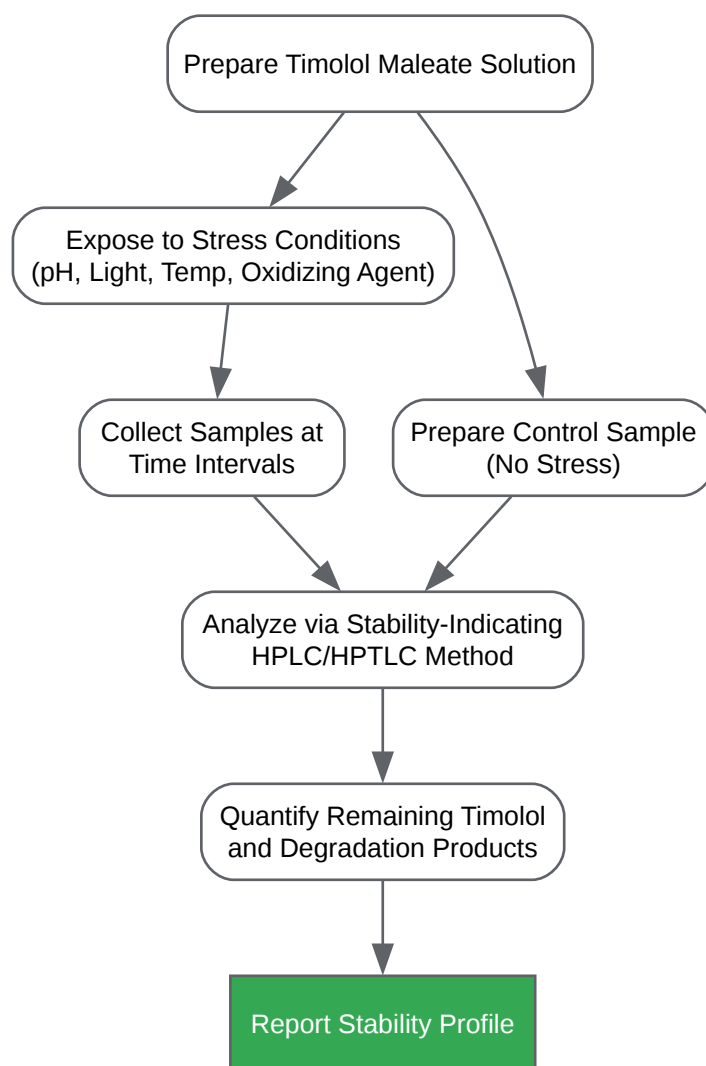 Prepare Timolol Maleate Solution
Expose to Stress Conditions
(pH, Light, Temp, Oxidizing Agent)
Collect Samples at
Time Intervals
Prepare Control Sample
(No Stress)
Analyze via Stability-Indicating
HPLC/HPTLC Method
Quantify Remaining Timolol
and Degradation Products
Report Stability Profile